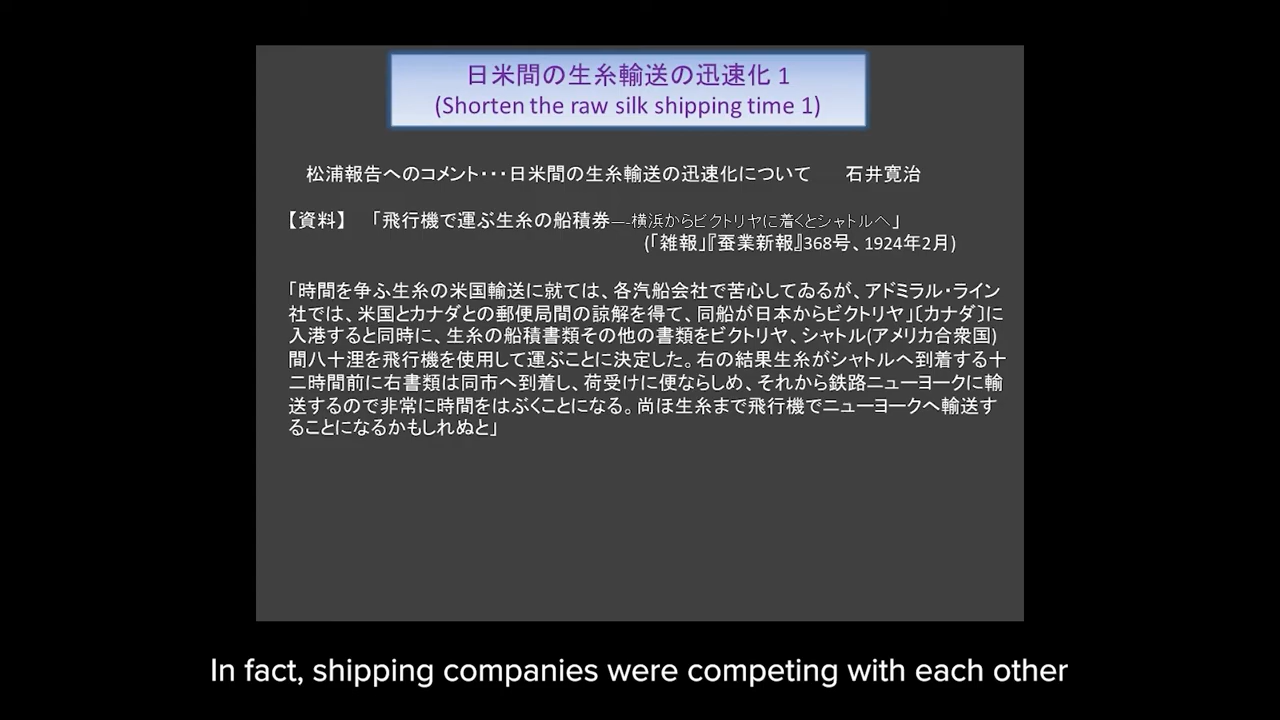 日米間の生糸輸送の迅速化 1
(Shorten the raw silk shipping time 1)
松浦報告へのコメント･･･日米間の生糸輸送の迅速化について　石井寛治
【資料】　「飛行機で運ぶ生糸の船積券―-横浜からビクトリヤに着くとシャトルへ」
(「雑報」『蚕業新報』368号、1924年2月)
「時間を争ふ生糸の米国輸送に就ては、各汽船会社で苦心してゐるが、アドミラル・ライン
社では、米国とカナダとの郵便局間の諒解を得て、同船が日本からビクトリヤ」〔カナダ〕に
入港すると同時に、生糸の船積書類その他の書類をビクトリヤ、シャトル(アメリカ合衆国)
間八十浬を飛行機を使用して運ぶことに決定した。右の結果生糸がシャトルへ到着する十
二時間前に右書類は同市へ到着し、荷受けに便ならしめ、それから鉄路ニューヨークに輸
送するので非常に時間をはぶくことになる。尚ほ生糸まで飛行機でニューヨークへ輸送す
ることになるかもしれぬと」
In fact, shipping companies were competing with each other